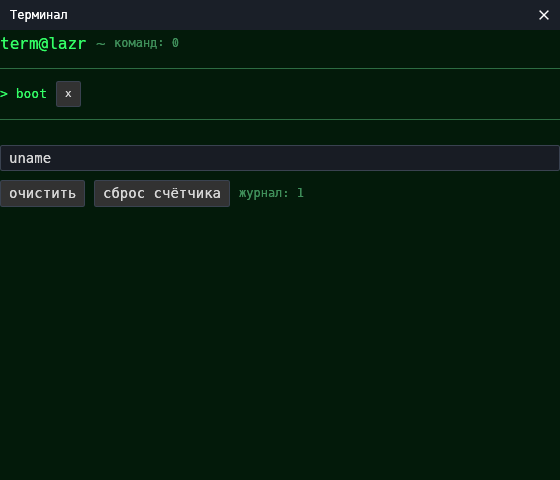 Терминал
term@lazr ~ команд: 0
> boot x
uname
очистить сброс счётчика журнал: 1